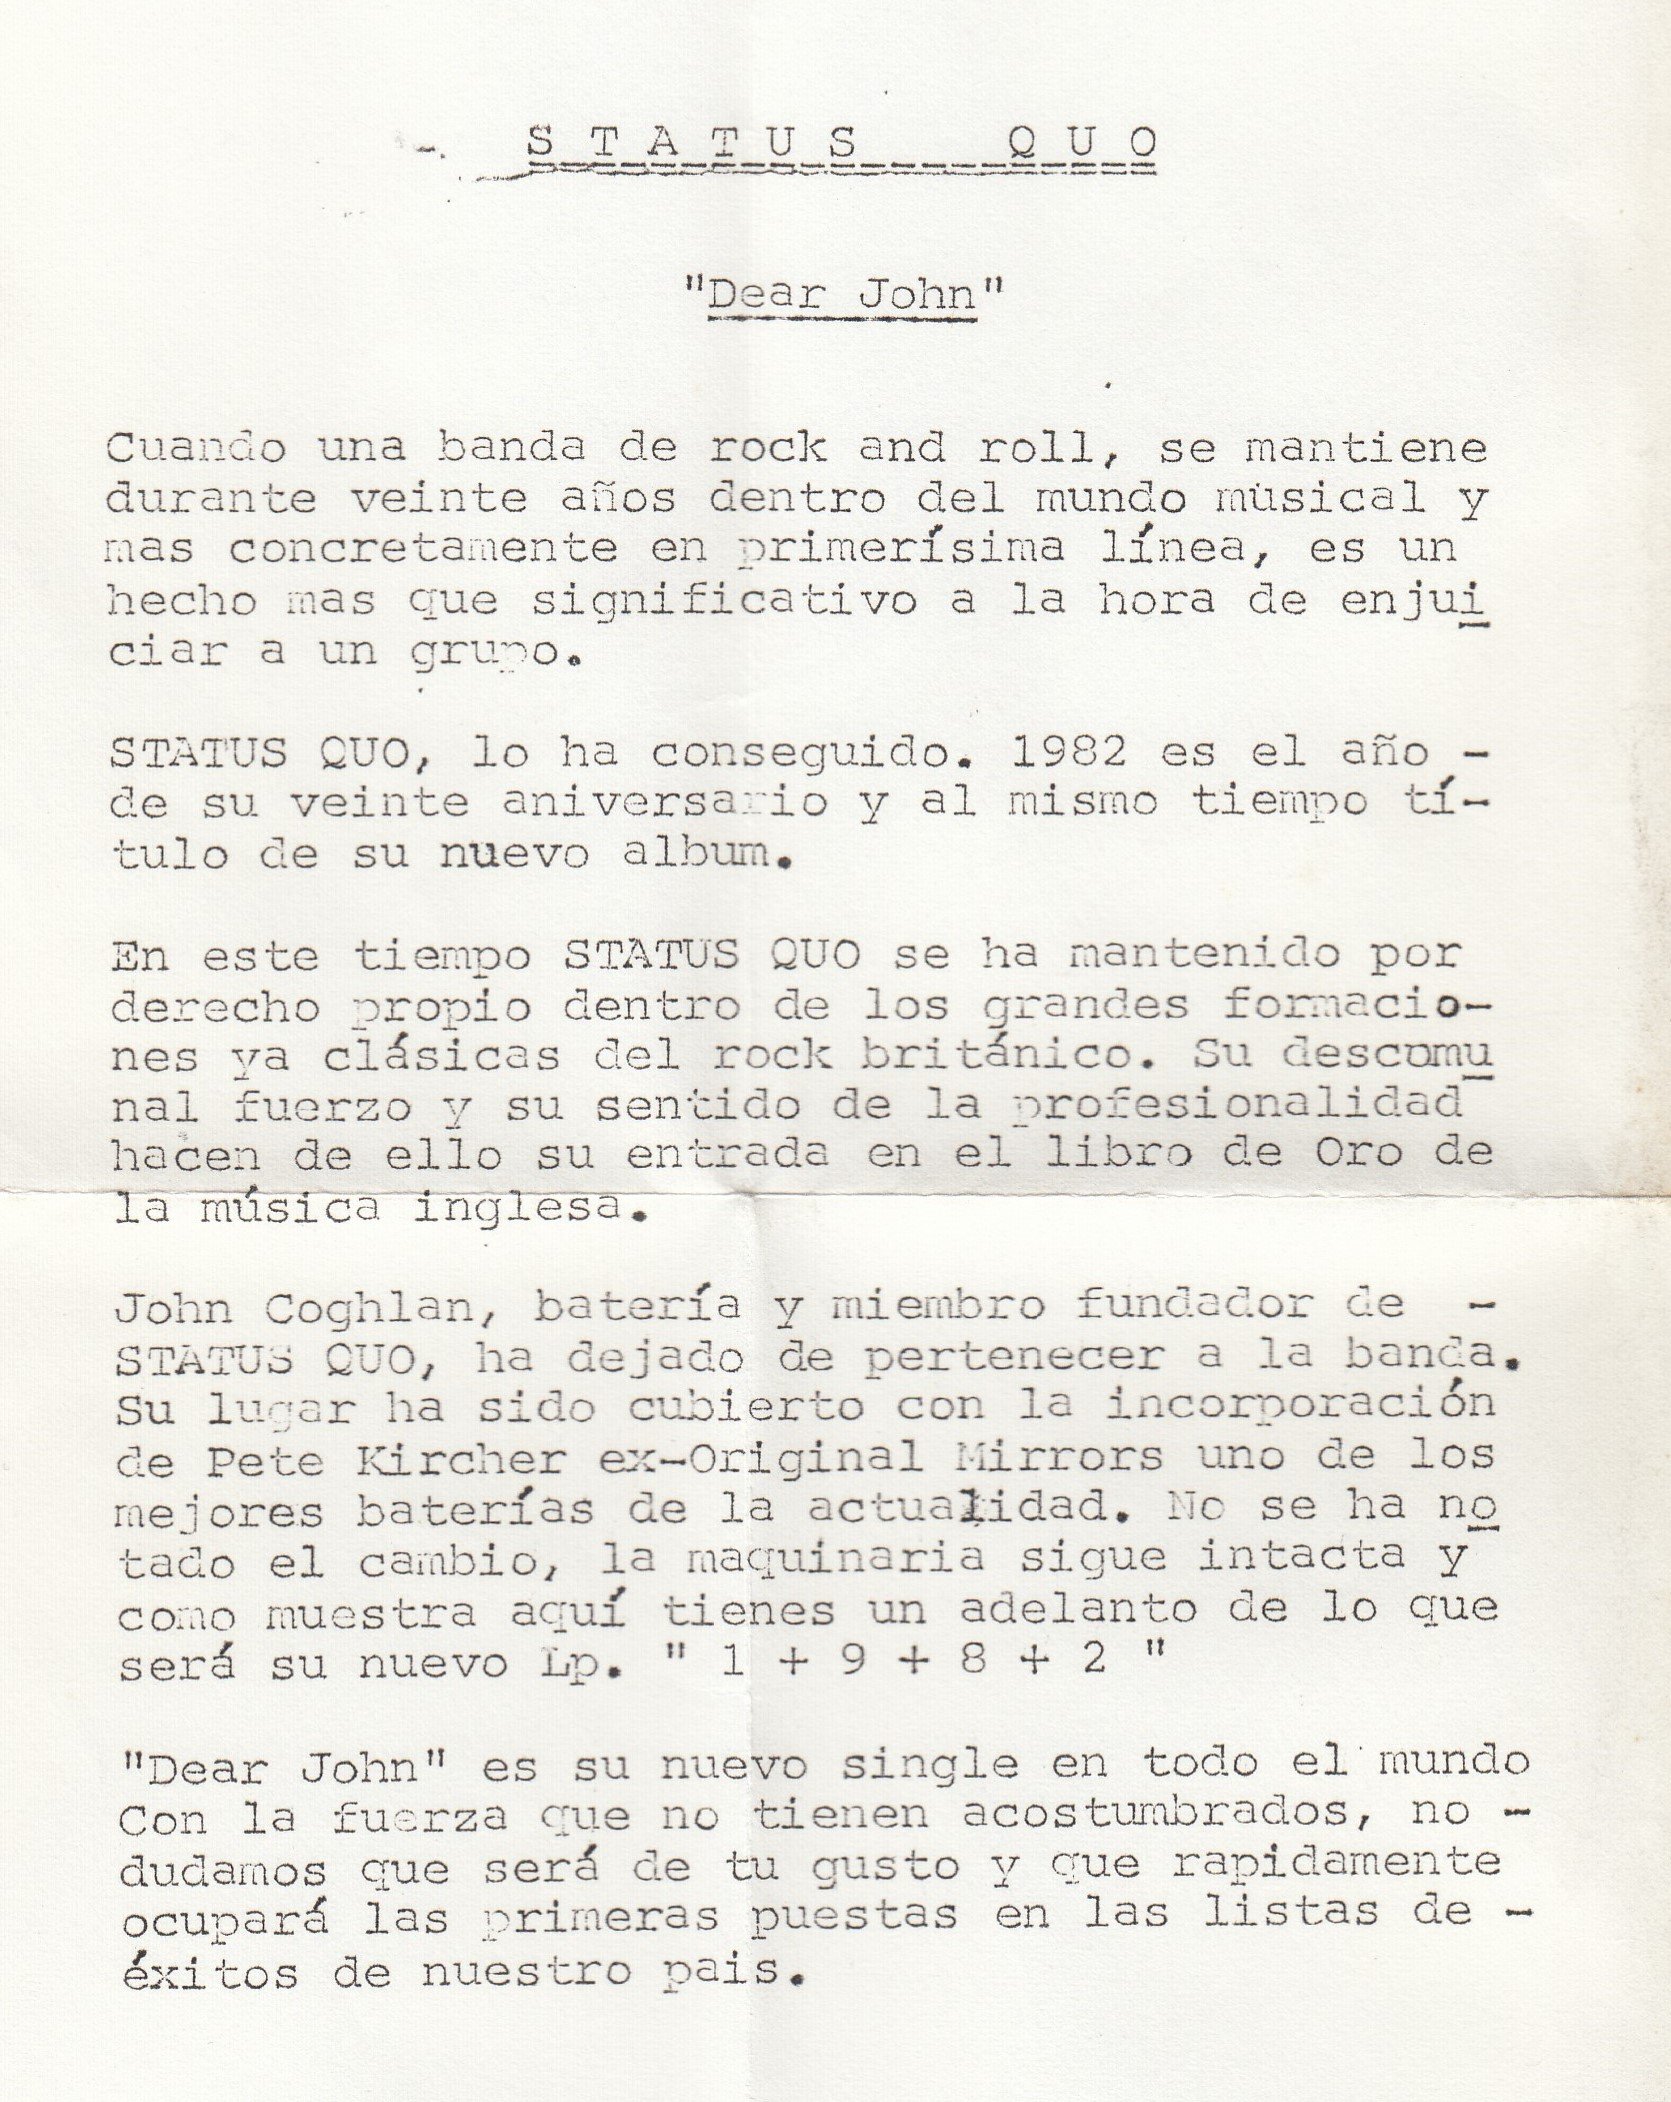 S T A T U S   Q U O
"Dear John"
Cuando una banda de rock and roll, se mantiene
durante veinte años dentro del mundo musical y
mas concretamente en primerísima línea, es un
hecho mas que significativo a la hora de enjui
ciar a un grupo.
STATUS QUO, lo ha conseguido. 1982 es el año -
de su veinte aniversario y al mismo tiempo tí-
tulo de su nuevo album.
En este tiempo STATUS QUO se ha mantenido por
derecho propio dentro de los grandes formacio-
nes ya clásicas del rock británico. Su descomu
nal fuerzo y su sentido de la profesionalidad
hacen de ello su entrada en el libro de Oro de
la música inglesa.
John Coghlan, batería y miembro fundador de -
STATUS QUO, ha dejado de pertenecer a la banda.
Su lugar ha sido cubierto con la incorporación
de Pete Kircher ex-Original Mirrors uno de los
mejores baterías de la actualidad. No se ha no
tado el cambio, la maquinaria sigue intacta y
como muestra aquí tienes un adelanto de lo que
será su nuevo Lp. " 1 + 9 + 8 + 2 "
"Dear John" es su nuevo single en todo el mundo
Con la fuerza que no tienen acostumbrados, no -
dudamos que será de tu gusto y que rapidamente
ocupará las primeras puestas en las listas de -
éxitos de nuestro pais.